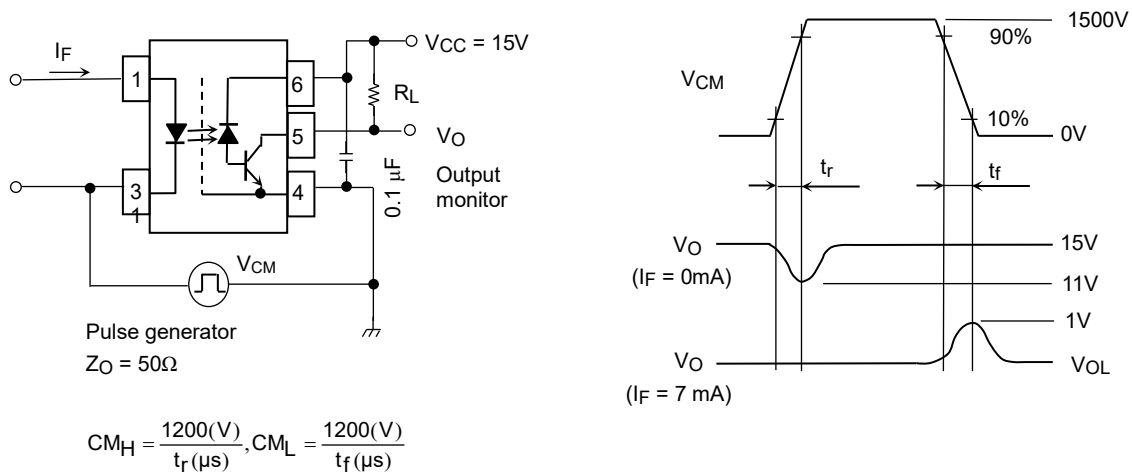 IF
VCC = 15V
1
6
RL
5
VO
Output
monitor
3
1
4
0.1 μF
VCM
Pulse generator
ZO = 50Ω
CMH = 1200(V) / tr(μs), CML = 1200(V) / tf(μs)
1500V
90%
VCM
10%
0V
tr
tf
VO
15V
(IF = 0mA)
11V
1V
VO
VOL
(IF = 7 mA)